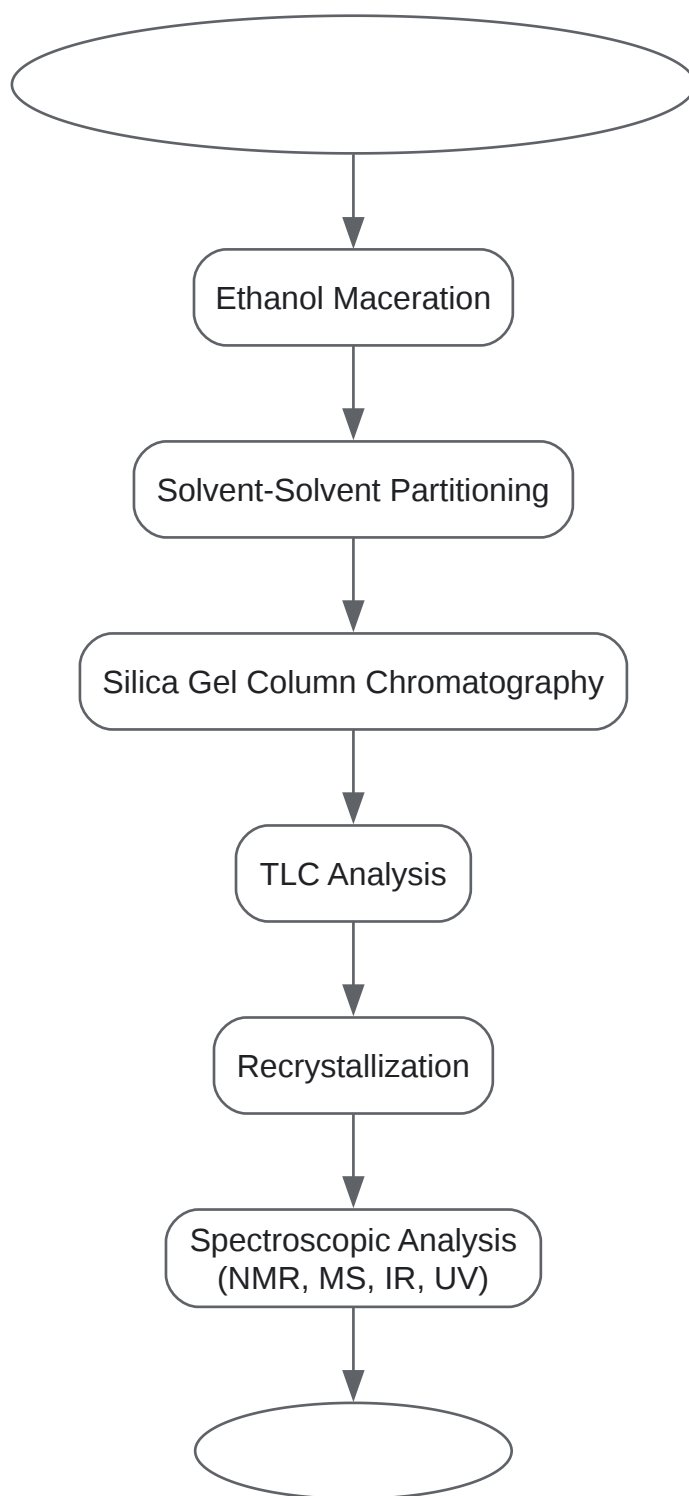 Ethanol Maceration
Solvent-Solvent Partitioning
Silica Gel Column Chromatography
TLC Analysis
Recrystallization
Spectroscopic Analysis
(NMR, MS, IR, UV)